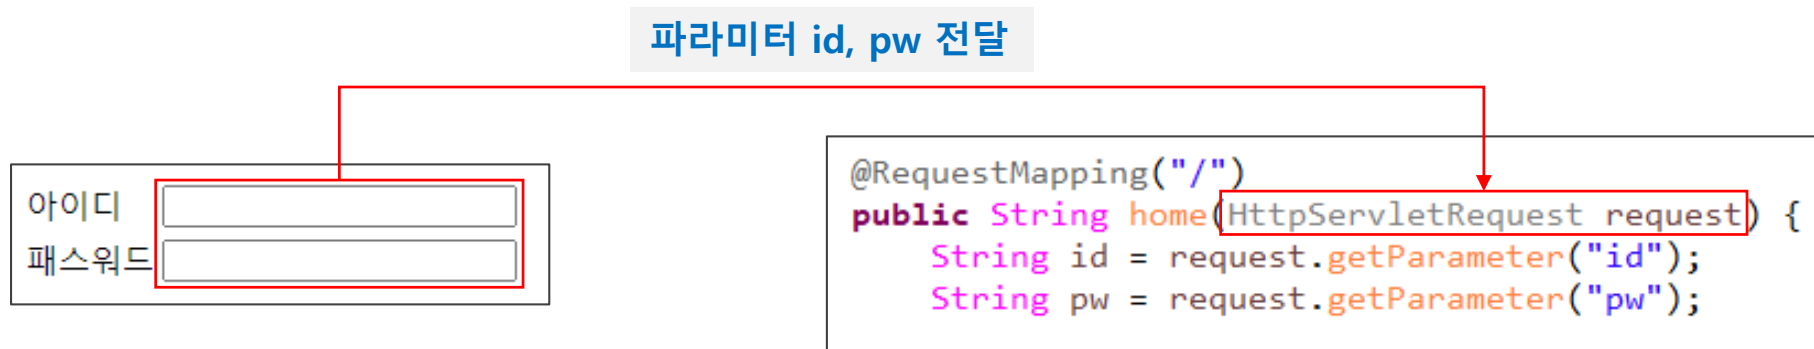 파라미터 id, pw 전달
아이디
패스워드
@RequestMapping("/")
public String home(HttpServletRequest request) {
String id = request.getParameter("id");
String pw = request.getParameter("pw");